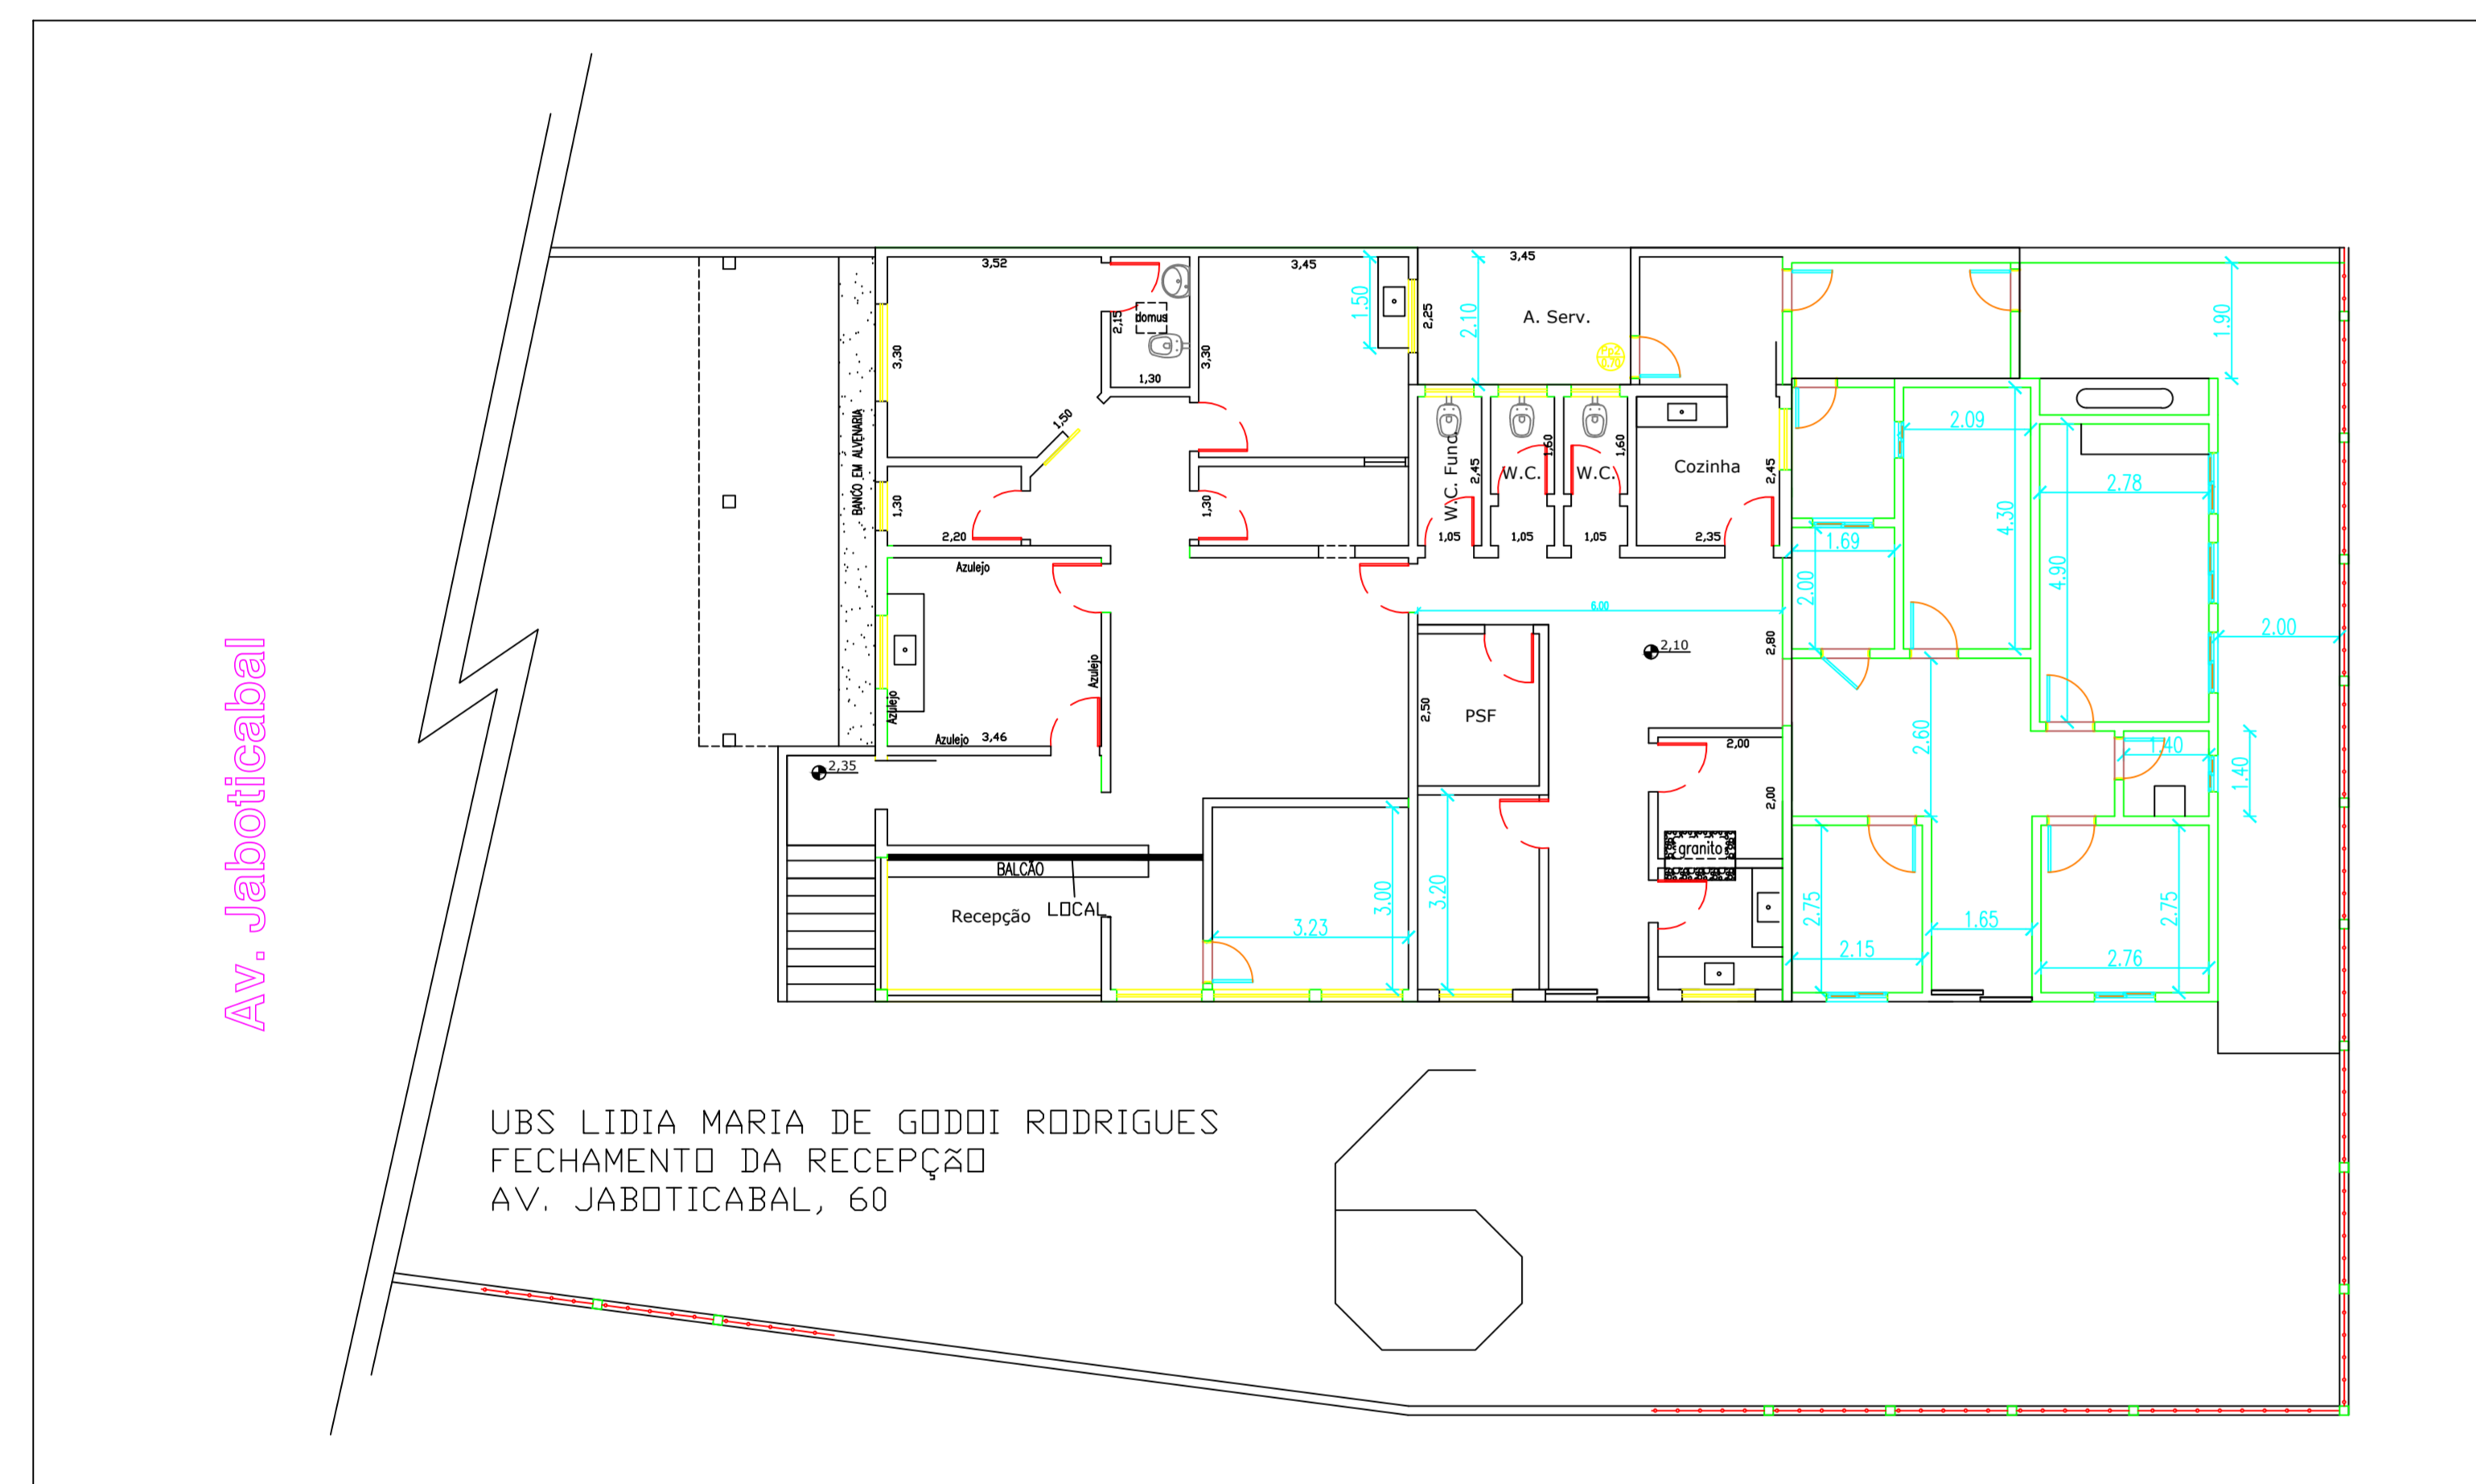 3,52
3,45
3,45
1.50
2,25
2.10
A. Serv.
1.90
2,15
domus
3,30
3,30
1,30
1,50
BANCO EM ALVENARIA
W.C. Func.
2,45
W.C.
1,60
W.C.
1,60
Cozinha
2,45
2.09
4.30
2.78
4.90
1,30
2,20
1,30
1,05
1,05
1,05
2,35
1.69
2.00
Azulejo
6.00
2.00
Azulejo
2,10
2,80
Azulejo
Azulejo
3,46
2,50
PSF
2,00
2.60
1.40
1.40
2,35
2,00
Av. Jaboticabal
BALCÃO
granito
Recepção
LOCAL
3.23
3.00
3.20
2.75
2.15
1.65
2.75
2.76
UBS LIDIA MARIA DE GODOI RODRIGUES
FECHAMENTO DA RECEPÇÃO
AV. JABOTICABAL, 60